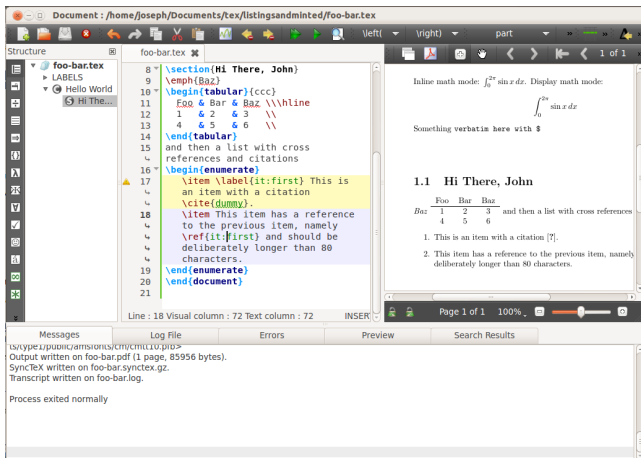 Document : /home/joseph/Documents/tex/listingsandminted/foo-bar.tex
\left( \right) part
Structure
foo-bar.tex
LABELS
Hello World
Hi The...
foo-bar.tex
8 \section{Hi There, John}
9 \emph{Baz}
10 \begin{tabular}{ccc}
11 Foo & Bar & Baz \\\hline
12 1 & 2 & 3 \\
13 4 & 5 & 6 \\
14 \end{tabular}
15 and then a list with cross
references and citations
16 \begin{enumerate}
17 \item \label{it:first} This is
an item with a citation
\cite{dummy}.
18 \item This item has a reference
to the previous item, namely
\ref{it:first} and should be
deliberately longer than 80
characters.
19 \end{enumerate}
20 \end{document}
21
Line : 18 Visual column : 72 Text column : 72 INSERT
1 of 1
Inline math mode: ∫₀^{2π} sin x dx. Display math mode:
∫₀^{2π} sin x dx
Something verbatim here with $
1.1 Hi There, John
Foo Bar Baz
Baz 1 2 3 and then a list with cross references
4 5 6
1. This is an item with a citation [?].
2. This item has a reference to the previous item, namely
deliberately longer than 80 characters.
Page 1 of 1 100%
Messages Log File Errors Preview Search Results
Output written on foo-bar.pdf (1 page, 85956 bytes).
SyncTeX written on foo-bar.synctex.gz.
Transcript written on foo-bar.log.
Process exited normally